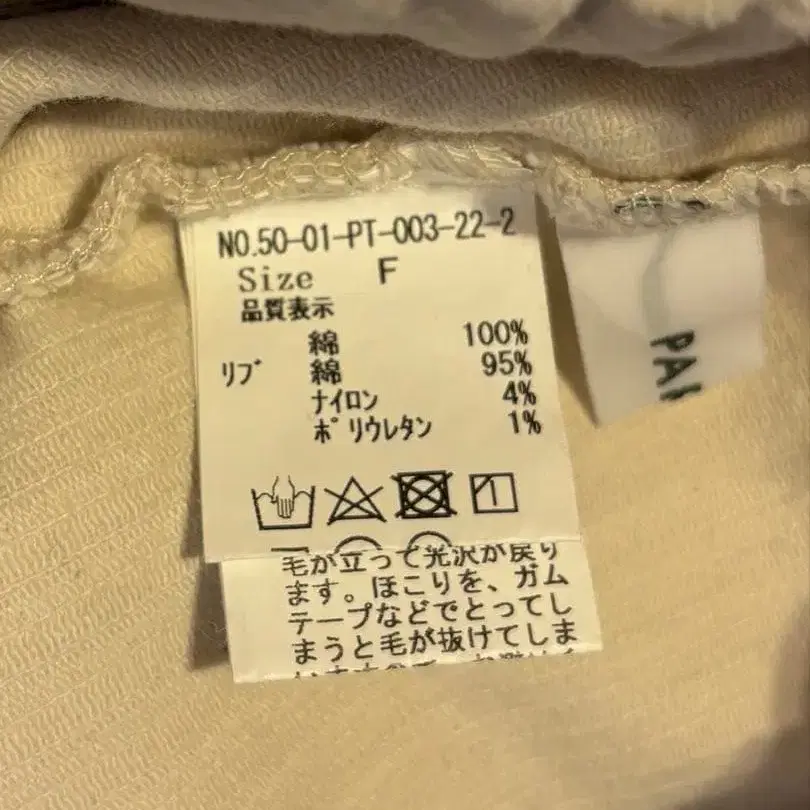 NO.50-01-PT-003-22-2
Size F
品質表示
綿 100%
リブ 綿 95%
ナイロン 4%
ポリウレタン 1%
毛が立って光沢が戻り
ます。ほこりを、ガム
テープなどでとってし
まうと毛が抜けてしま